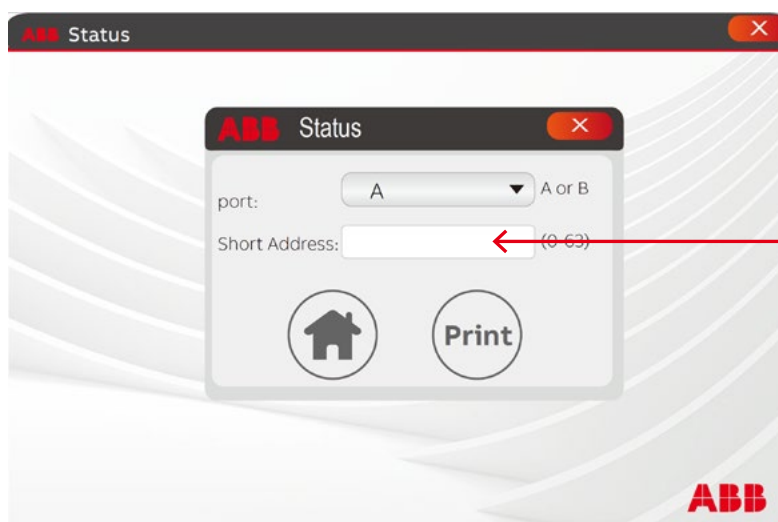 ABB Status
ABB Status
port: A A or B
Short Address: (0-63)
Print
ABB